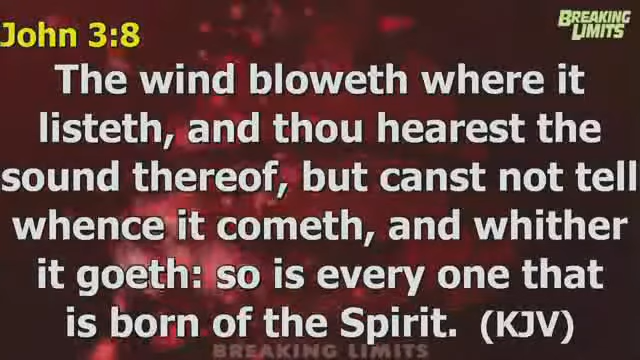 BREAKING
LIMITS
John 3:8
The wind bloweth where it
listeth, and thou hearest the
sound thereof, but canst not tell
whence it cometh, and whither
it goeth: so is every one that
is born of the Spirit. (KJV)
BREAKING LIMITS